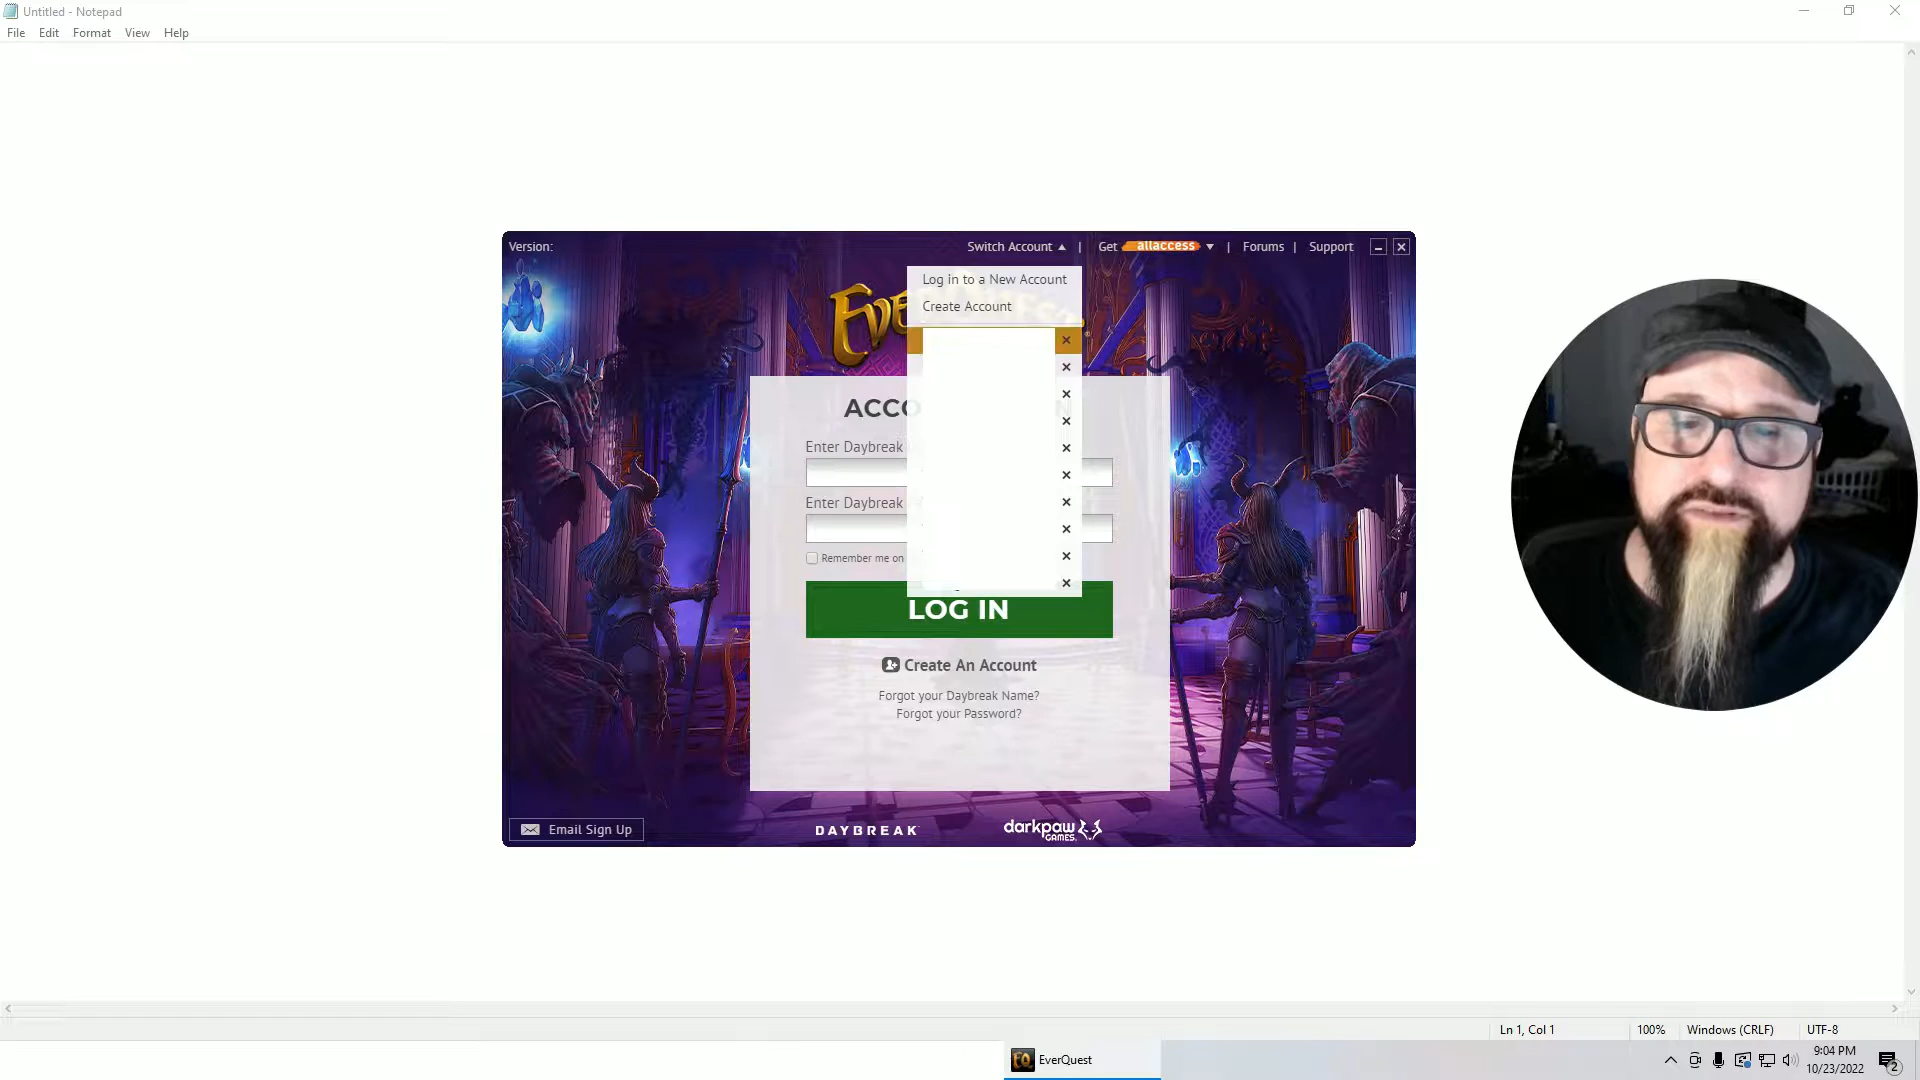 Untitled - Notepad
File Edit Format View Help
Version:
Switch Account | Get allaccess | Forums | Support
Log in to a New Account
Create Account
Enter Daybreak
Enter Daybreak
Remember me on
LOG IN
Create An Account
Forgot your Daybreak Name?
Forgot your Password?
Email Sign Up
DAYBREAK
darkpaw
GAMES
Ln 1, Col 1
100%
Windows (CRLF)
UTF-8
EQ EverQuest
9:04 PM
10/23/2022
2